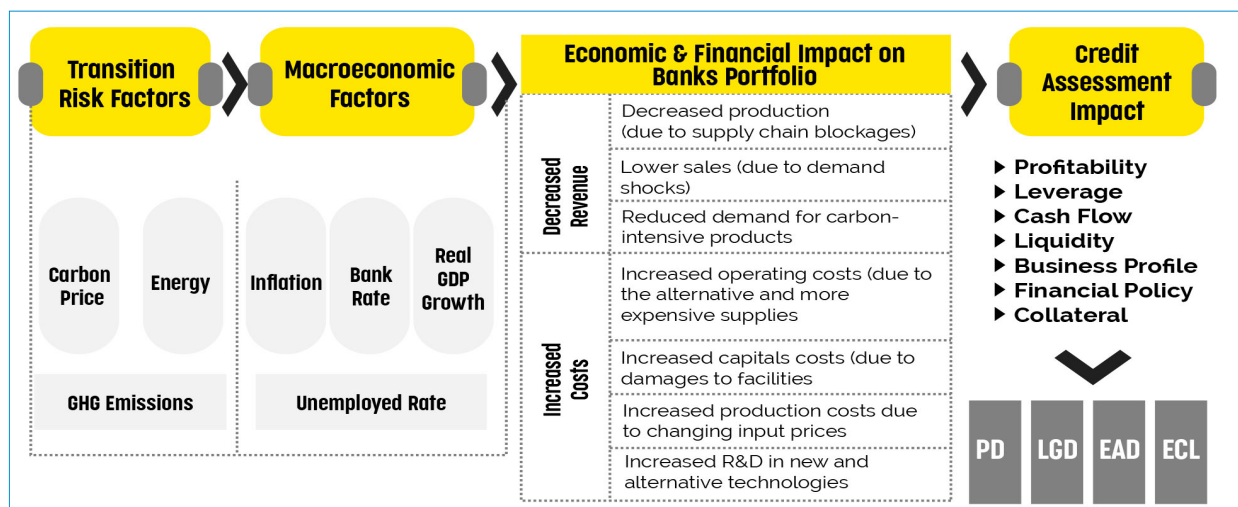 Transition
Risk Factors
Macroeconomic
Factors
Economic & Financial Impact on
Banks Portfolio
Credit
Assessment
Impact
Carbon
Price
Energy
Inflation
Bank
Rate
Real
GDP
Growth
GHG Emissions
Unemployed Rate
Decreased
Revenue
Decreased production
(due to supply chain blockages)
Lower sales (due to demand
shocks)
Reduced demand for carbon-
intensive products
Increased
Costs
Increased operating costs (due to
the alternative and more
expensive supplies
Increased capitals costs (due to
damages to facilities
Increased production costs due
to changing input prices
Increased R&D in new and
alternative technologies
Profitability
Leverage
Cash Flow
Liquidity
Business Profile
Financial Policy
Collateral
PD
LGD
EAD
ECL